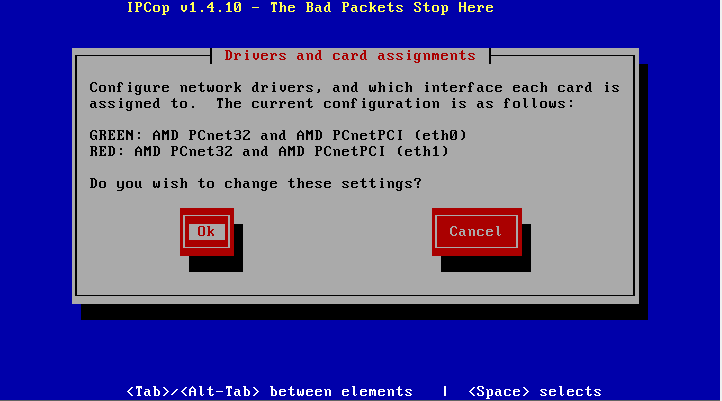 IPCop v1.4.10 - The Bad Packets Stop Here
Drivers and card assignments
Configure network drivers, and which interface each card is
assigned to.  The current configuration is as follows:
GREEN: AMD PCnet32 and AMD PCnetPCI (eth0)
RED: AMD PCnet32 and AMD PCnetPCI (eth1)
Do you wish to change these settings?
Ok Cancel
<Tab>/<Alt-Tab> between elements   |  <Space> selects